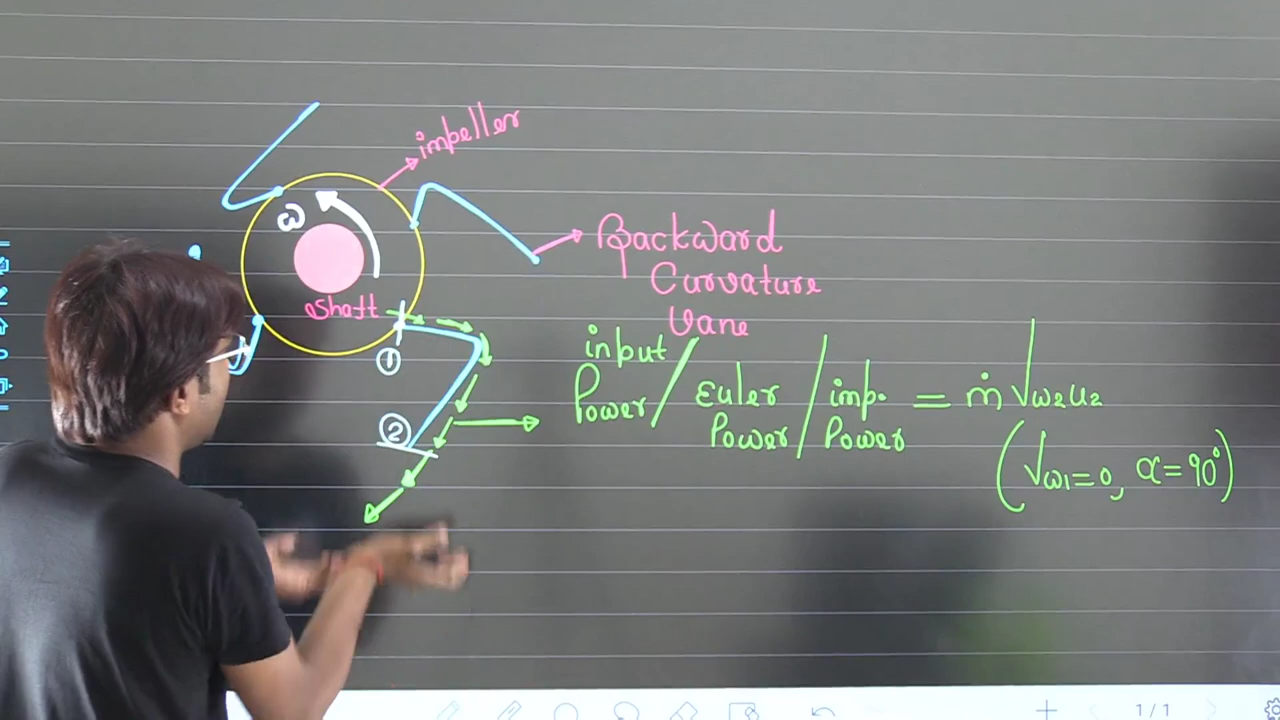 impeller
ω
shaft
Backward
Curvature
Vane
①
②
input
Power / Euler Power / imp. Power = ṁ Vw2u2
(Vw1=0, α=90°)
1/1